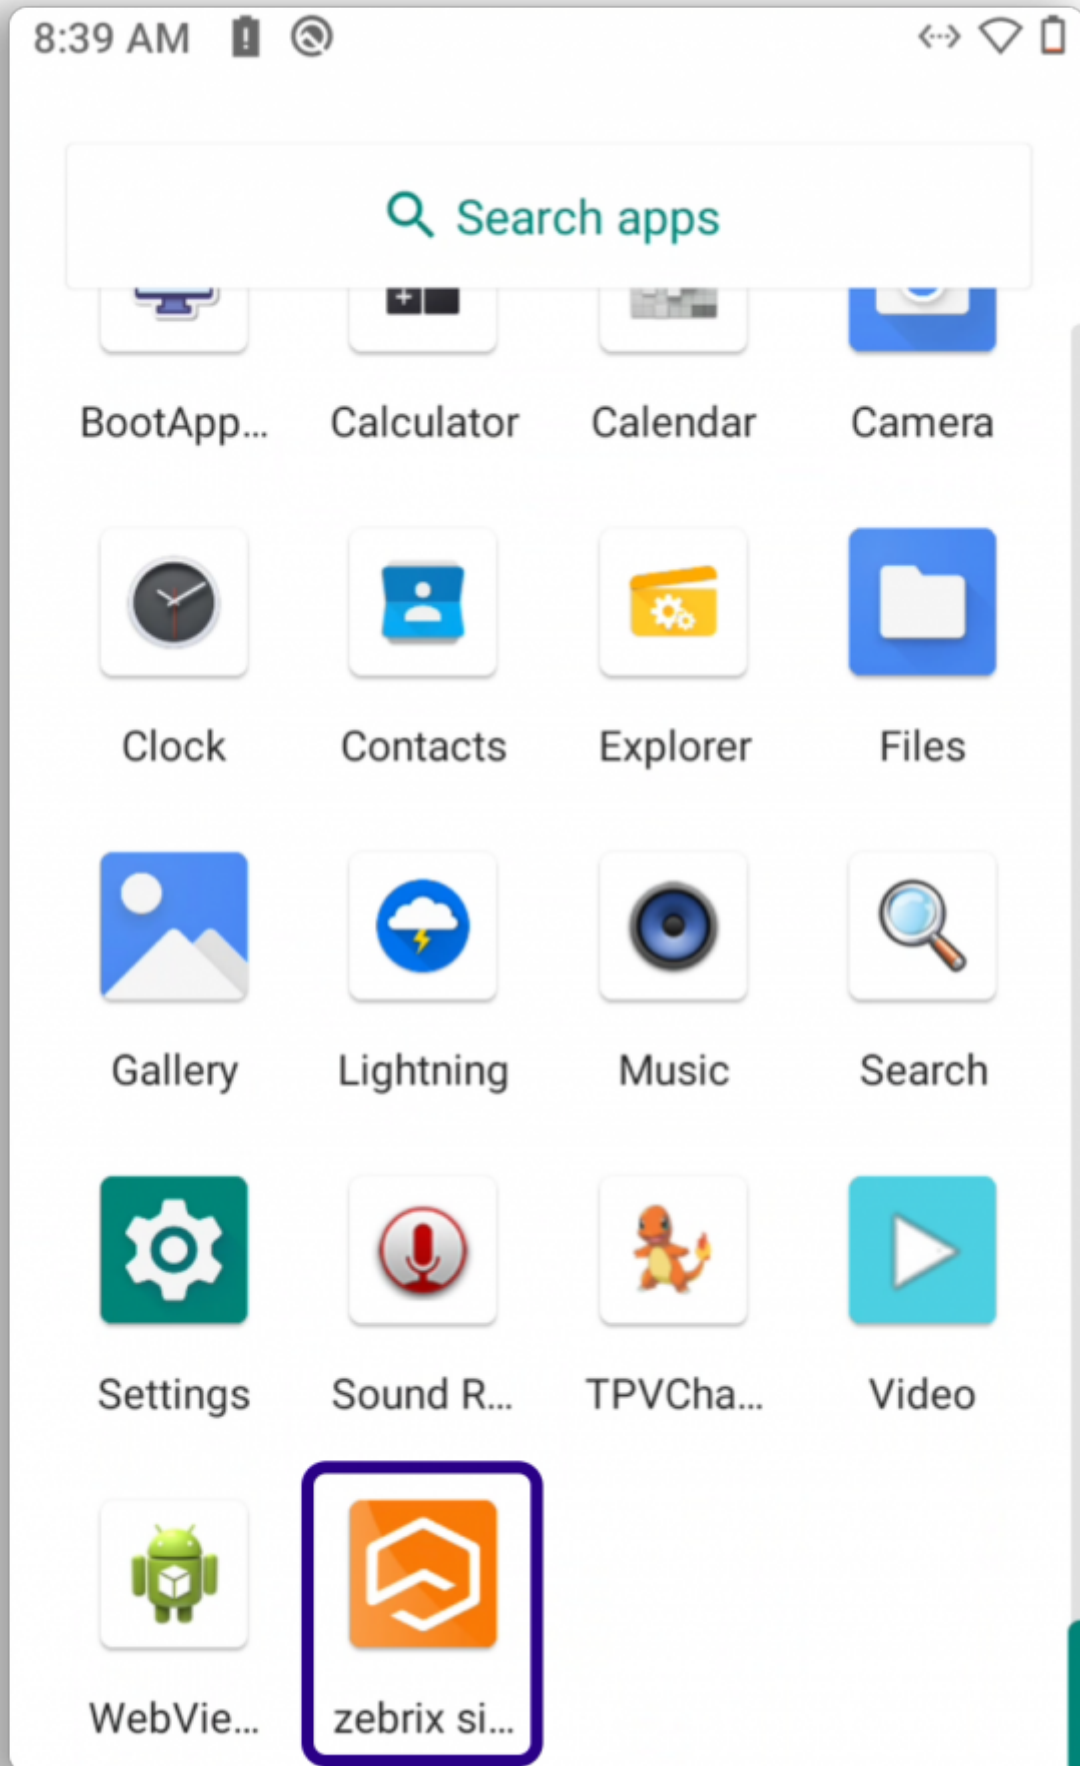 8:39 AM
Search apps
BootApp... Calculator Calendar Camera
Clock Contacts Explorer Files
Gallery Lightning Music Search
Settings Sound R... TPVCha... Video
WebVie... zebrix si...